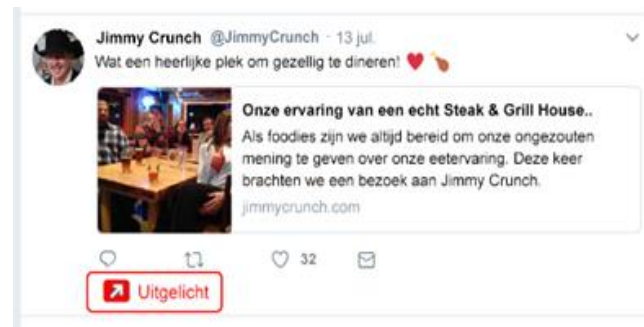 Jimmy Crunch @JimmyCrunch · 13 jul.
Wat een heerlijke plek om gezellig te dineren!
Onze ervaring van een echt Steak & Grill House..
Als foodies zijn we altijd bereid om onze ongezouten
mening te geven over onze eetervaring. Deze keer
brachten we een bezoek aan Jimmy Crunch.
jimmycrunch.com
32
Uitgelicht